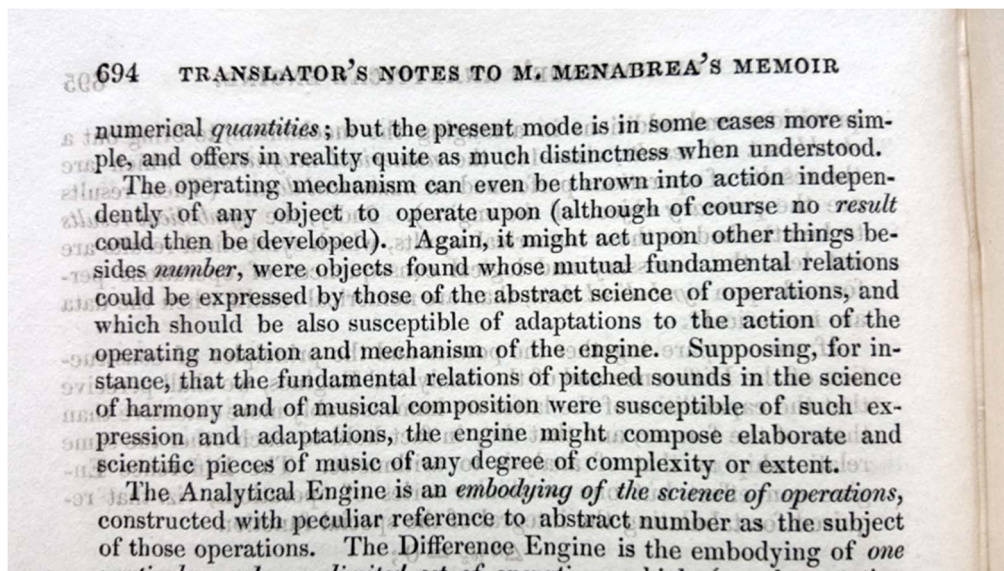 694 TRANSLATOR'S NOTES TO M. MENABREA'S MEMOIR
numerical quantities; but the present mode is in some cases more sim-
ple, and offers in reality quite as much distinctness when understood.
The operating mechanism can even be thrown into action indepen-
dently of any object to operate upon (although of course no result
could then be developed). Again, it might act upon other things be-
sides number, were objects found whose mutual fundamental relations
could be expressed by those of the abstract science of operations, and
which should be also susceptible of adaptations to the action of the
operating notation and mechanism of the engine. Supposing, for in-
stance, that the fundamental relations of pitched sounds in the science
of harmony and of musical composition were susceptible of such ex-
pression and adaptations, the engine might compose elaborate and
scientific pieces of music of any degree of complexity or extent.
The Analytical Engine is an embodying of the science of operations,
constructed with peculiar reference to abstract number as the subject
of those operations. The Difference Engine is the embodying of one